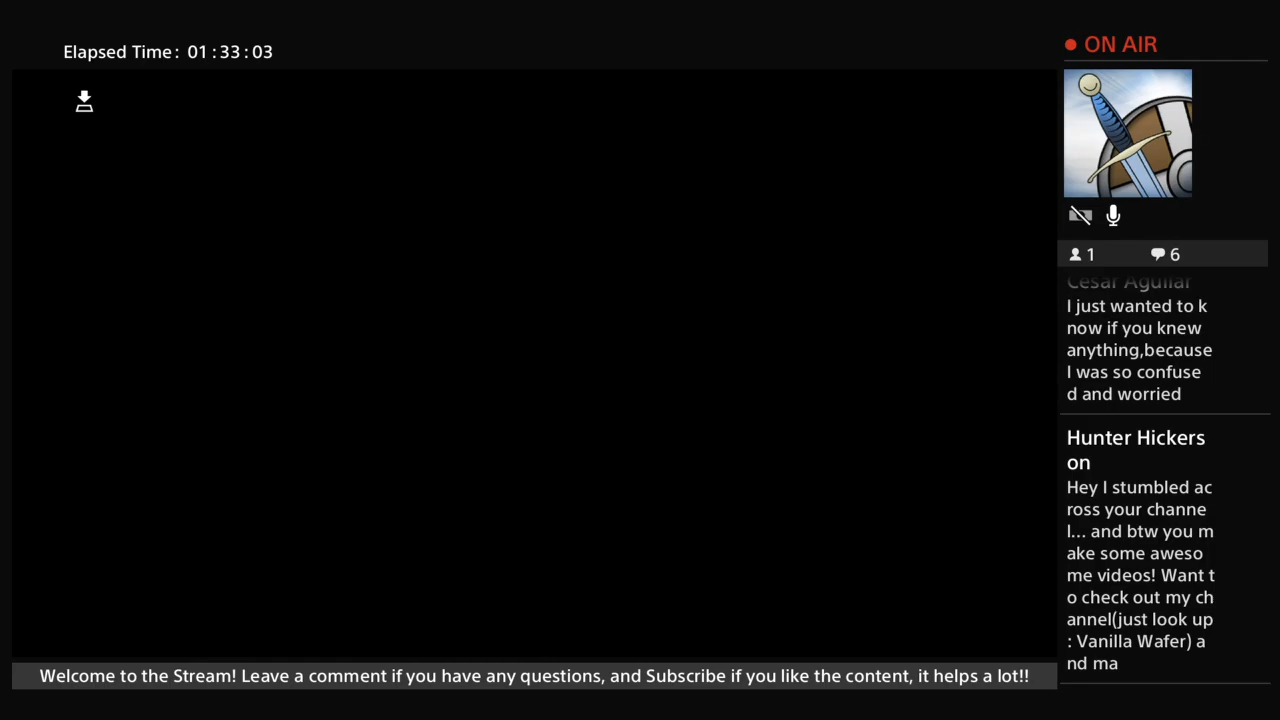 Elapsed Time: 01:33:03
ON AIR
1 6
Cesar Aguilar
I just wanted to k
now if you knew
anything,because
I was so confuse
d and worried
Hunter Hickers
on
Hey I stumbled ac
ross your channe
l... and btw you m
ake some aweso
me videos! Want t
o check out my ch
annel(just look up
: Vanilla Wafer) a
nd ma
Welcome to the Stream! Leave a comment if you have any questions, and Subscribe if you like the content, it helps a lot!!